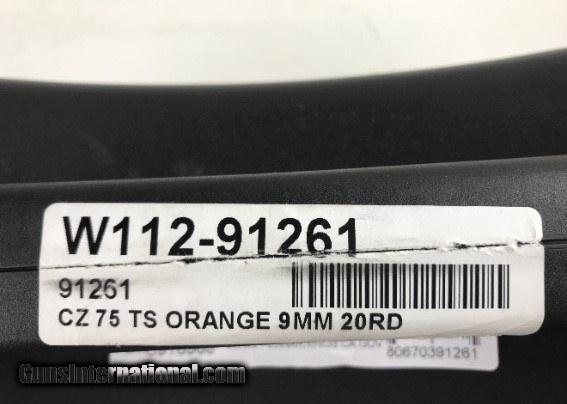 W112-91261
91261
CZ 75 TS ORANGE 9MM 20RD
80670391261
GunsInternational.com